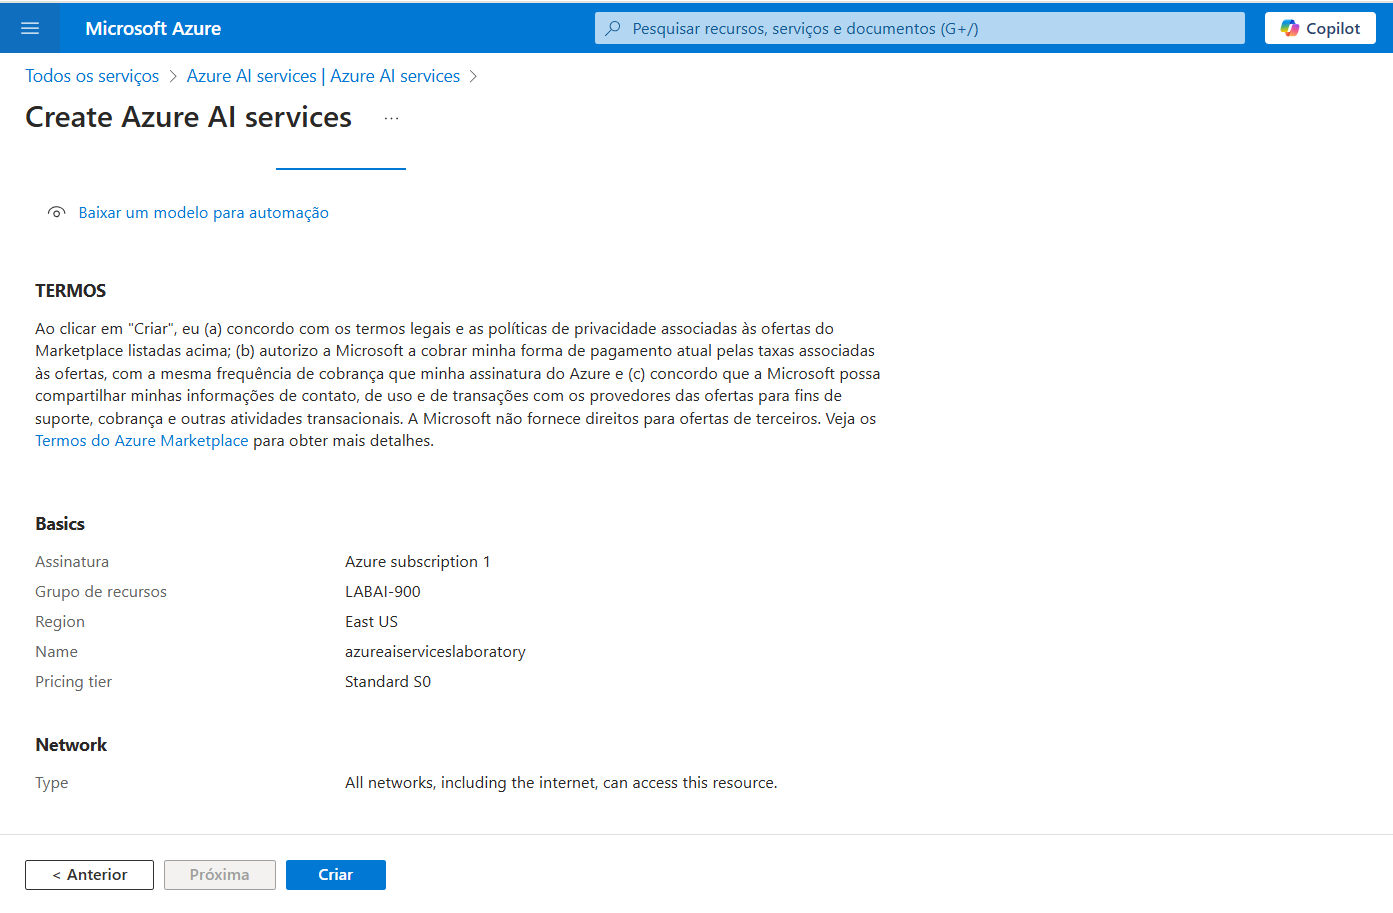 Microsoft Azure
Pesquisar recursos, serviços e documentos (G+/)
Copilot
Todos os serviços > Azure AI services | Azure AI services >
Create Azure AI services ...
Baixar um modelo para automação
TERMOS
Ao clicar em "Criar", eu (a) concordo com os termos legais e as políticas de privacidade associadas às ofertas do
Marketplace listadas acima; (b) autorizo a Microsoft a cobrar minha forma de pagamento atual pelas taxas associadas
às ofertas, com a mesma frequência de cobrança que minha assinatura do Azure e (c) concordo que a Microsoft possa
compartilhar minhas informações de contato, de uso e de transações com os provedores das ofertas para fins de
suporte, cobrança e outras atividades transacionais. A Microsoft não fornece direitos para ofertas de terceiros. Veja os
Termos do Azure Marketplace para obter mais detalhes.
Basics
Assinatura Azure subscription 1
Grupo de recursos LABAI-900
Region East US
Name azureaiserviceslaboratory
Pricing tier Standard S0
Network
Type All networks, including the internet, can access this resource.
< Anterior Próxima Criar